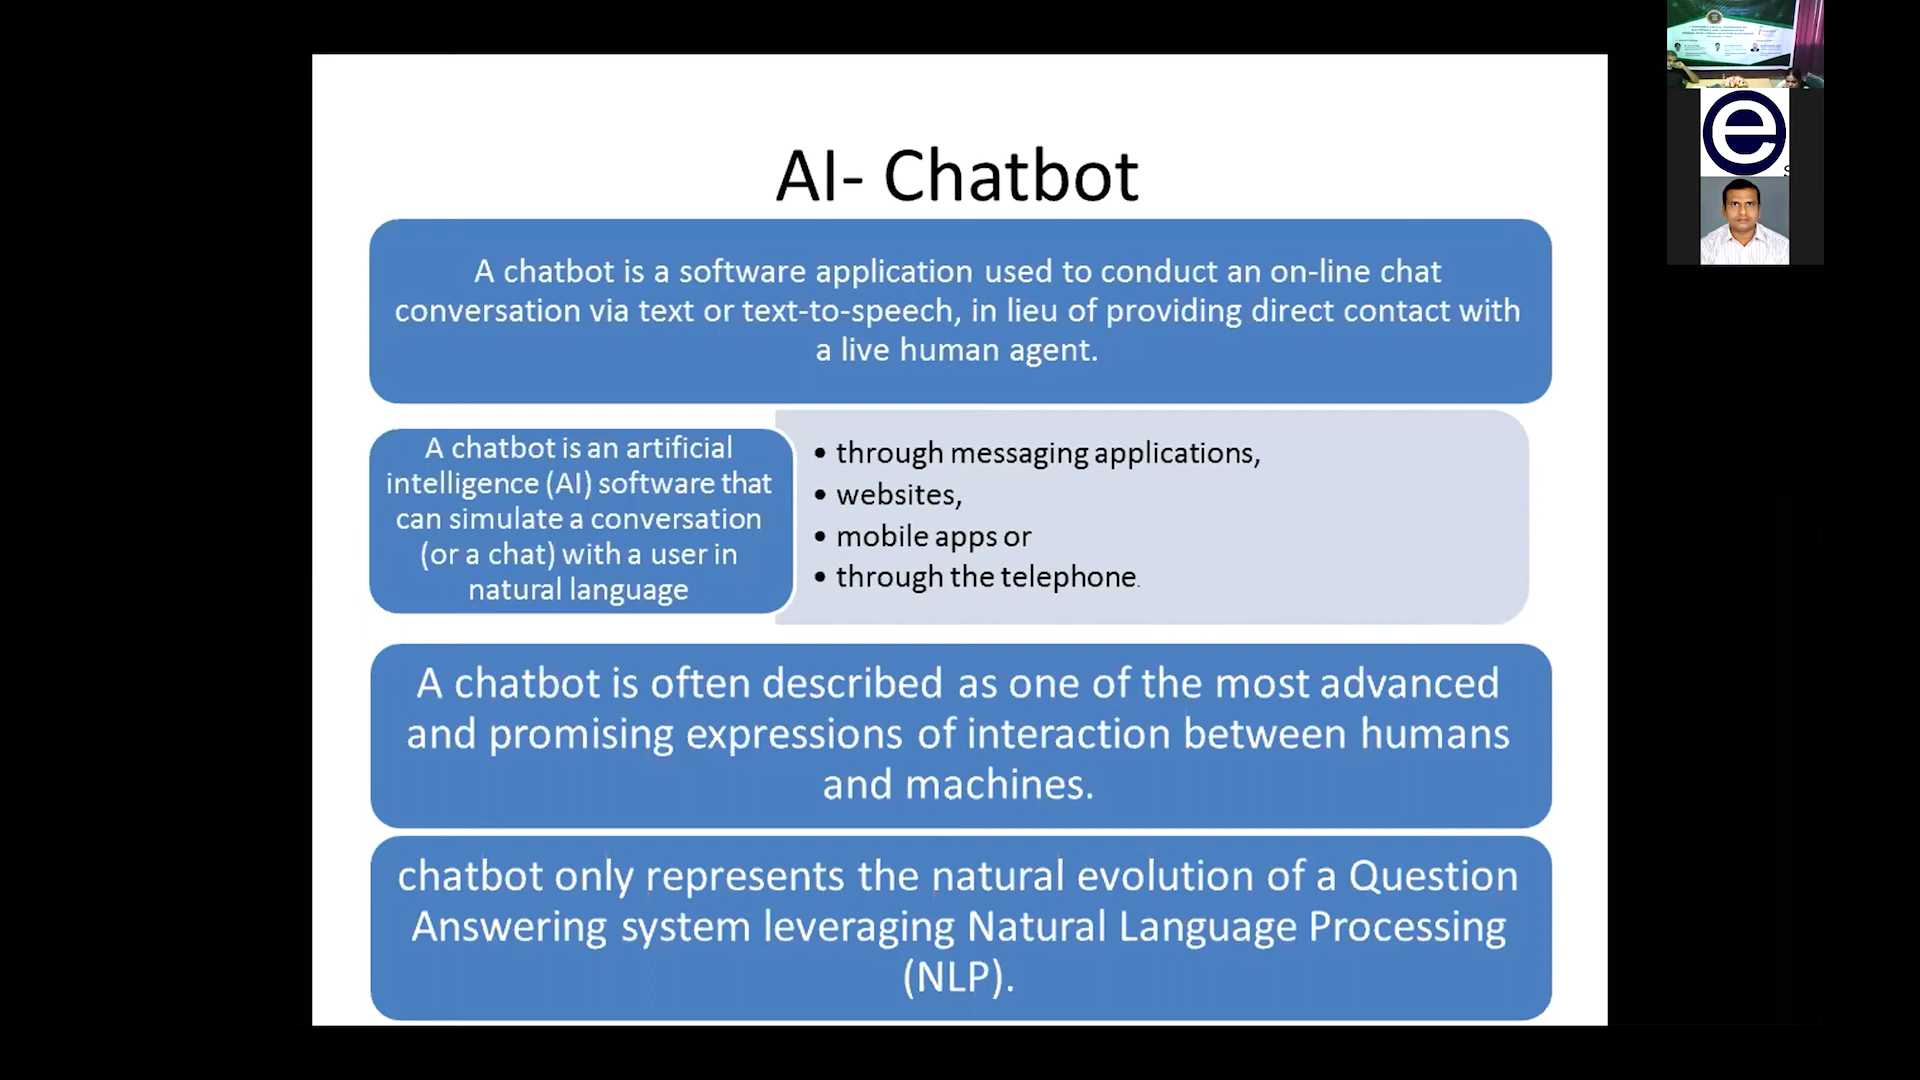 AI- Chatbot
A chatbot is a software application used to conduct an on-line chat
conversation via text or text-to-speech, in lieu of providing direct contact with
a live human agent.
A chatbot is an artificial
intelligence (AI) software that
can simulate a conversation
(or a chat) with a user in
natural language
• through messaging applications,
• websites,
• mobile apps or
• through the telephone.
A chatbot is often described as one of the most advanced
and promising expressions of interaction between humans
and machines.
chatbot only represents the natural evolution of a Question
Answering system leveraging Natural Language Processing
(NLP).
e